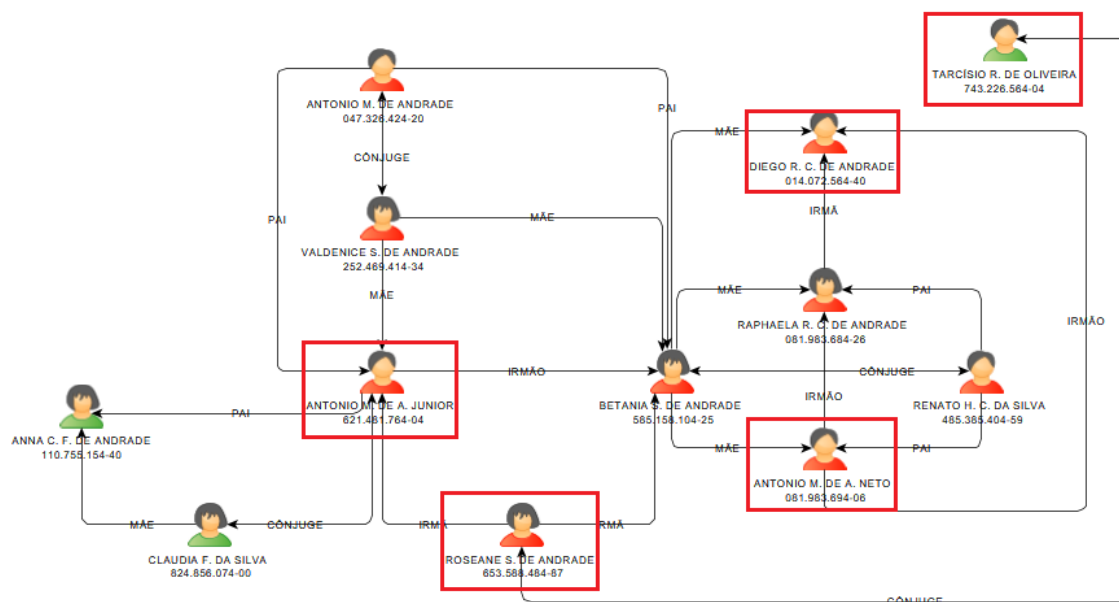 TARCÍSIO R. DE OLIVEIRA
743.226.564-04
ANTONIO M. DE ANDRADE
047.326.424-20
PAI
MÃE
DIEGO R. C. DE ANDRADE
014.072.564-40
CÔNJUGE
PAI
MÃE
IRMÃ
VALDENICE S. DE ANDRADE
252.469.414-34
MÃE
MÃE
PAI
RAPHAELA R. C. DE ANDRADE
081.983.684-26
IRMÃO
IRMÃO
CÔNJUGE
ANTONIO M. DE A. JUNIOR
621.461.764-04
BETANIA S. DE ANDRADE
565.158.104-25
IRMÃO
RENATO H. C. DA SILVA
485.385.404-59
PAI
ANNA C. F. DE ANDRADE
110.755.154-40
MÃE
PAI
ANTONIO M. DE A. NETO
081.983.694-06
MÃE
CÔNJUGE
IRMÃ
IRMÃ
CLAUDIA F. DA SILVA
824.856.074-00
ROSEANE S. DE ANDRADE
653.588.484-87
CÔNJUGE